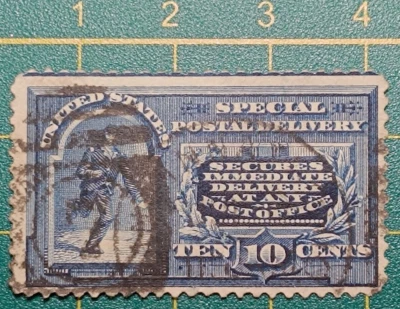 1 2 3 4
UNITED STATES
SPECIAL
POSTAL DELIVERY
SECURES
IMMEDIATE
DELIVERY
AT ANY
POST OFFICE
TEN 10 CENTS